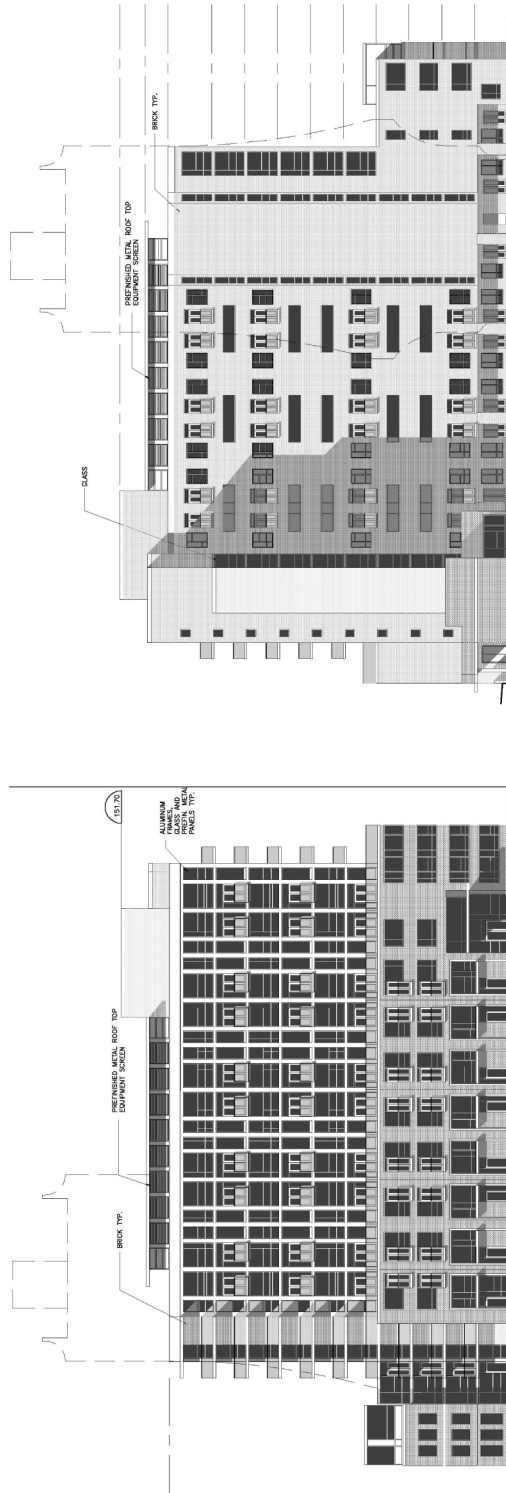 BRICK TYP.
PREFINISHED METAL ROOF TOP
EQUIPMENT SCREEN
GLASS
151.70
ALUMINUM
FRAMES,
GLASS AND
PREFIN. METAL
PANELS TYP.
PREFINISHED METAL ROOF TOP
EQUIPMENT SCREEN
BRICK TYP.